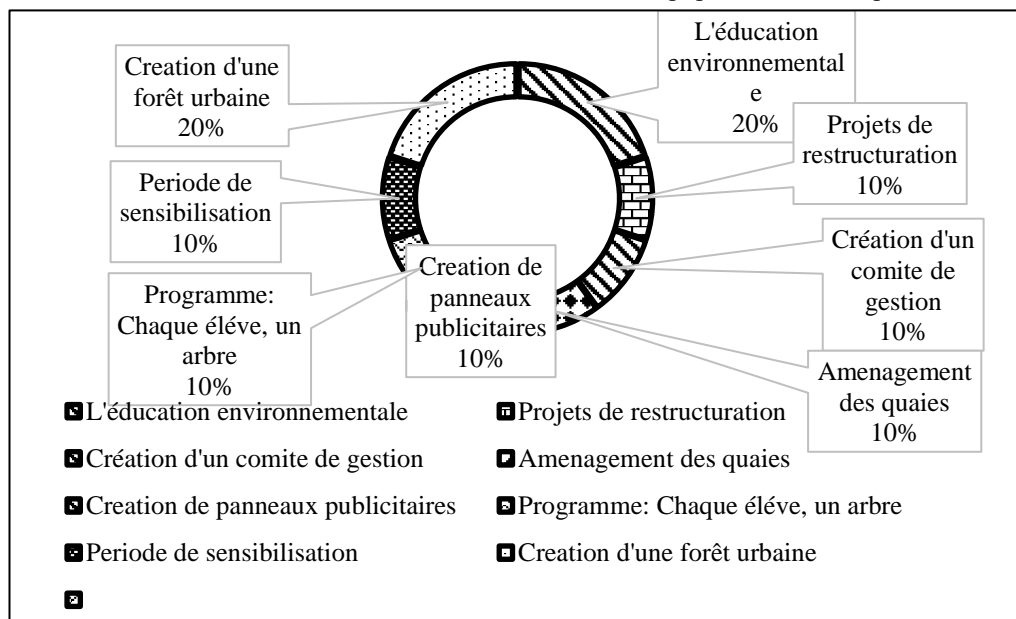 L'éducation
environnemental
e
20%
Projets de
restructuration
10%
Création d'un
comite de
gestion
10%
Amenagement
des quaies
10%
Creation de
panneaux
publicitaires
10%
Programme:
Chaque éléve, un
arbre
10%
Periode de
sensibilisation
10%
Creation d'une
forêt urbaine
20%
L'éducation environnementale
Projets de restructuration
Création d'un comite de gestion
Amenagement des quaies
Creation de panneaux publicitaires
Programme: Chaque éléve, un arbre
Periode de sensibilisation
Creation d'une forêt urbaine